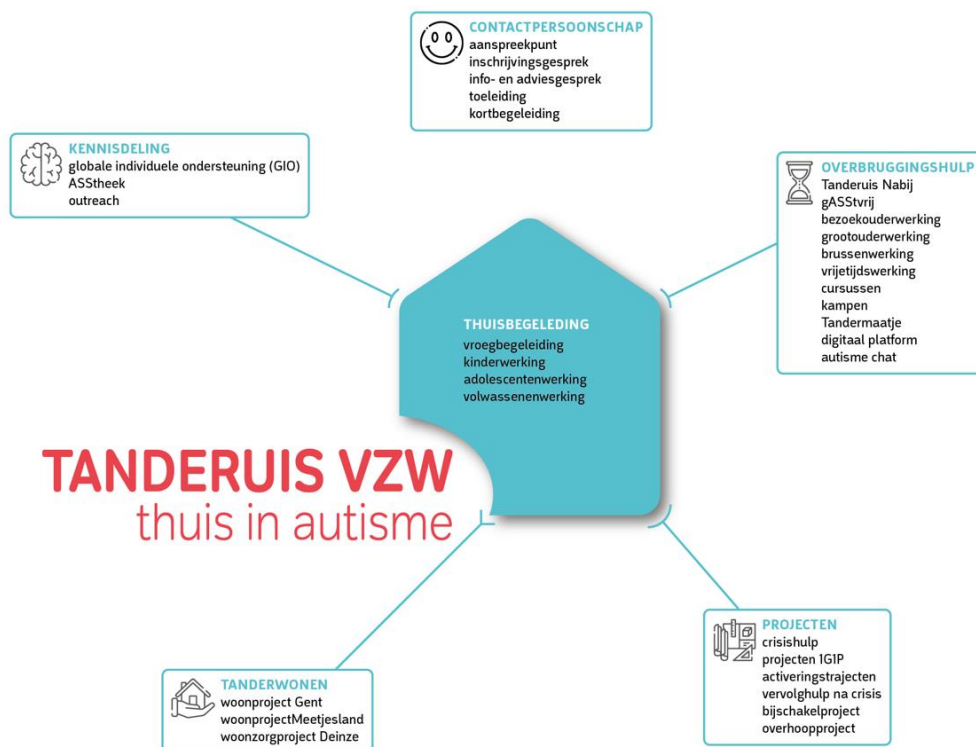 CONTACTPERSOONSCHAP
aanspreekpunt
inschrijvingsgesprek
info- en adviesgesprek
toeleiding
kortbegeleiding
KENNISDELING
globale individuele ondersteuning (GIO)
ASStheek
outreach
OVERBRUGGINGSHULP
Tanderuis Nabij
gASStvrij
bezoekouderwerking
grootouderwerking
brussenwerking
vrijetijdswerking
cursussen
kampen
Tandermaatje
digitaal platform
autisme chat
THUISBEGELEDING
vroegbegeleiding
kinderwerking
adolescentenwerking
volwassenenwerking
TANDERUIS VZW
thuis in autisme
PROJECTEN
crisishulp
projecten 1G1P
activeringstrajecten
vervolghulp na crisis
bijschakelproject
overhoopproject
TANDERWONEN
woonproject Gent
woonprojectMeetjesland
woonzorgproject Deinze